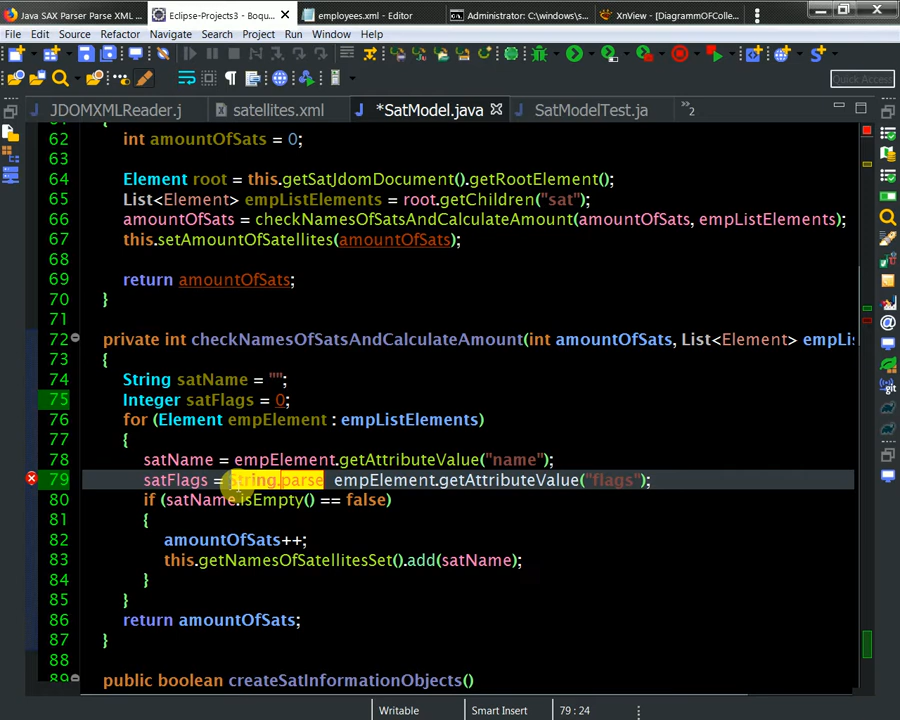 Java SAX Parser Parse XML ...
Eclipse-Projects3 - Boqu...
employees.xml - Editor
Administrator: C:\windows\s...
XnView - [DiagrammOFColle...
File Edit Source Refactor Navigate Search Project Run Window Help
Quick Access
JDOMXMLReader.j
satellites.xml
*SatModel.java
SatModelTest.ja
»2
62 int amountOfSats = 0;
63
64 Element root = this.getSatJdomDocument().getRootElement();
65 List<Element> empListElements = root.getChildren("sat");
66 amountOfSats = checkNamesOfSatsAndCalculateAmount(amountOfSats, empListElements);
67 this.setAmountOfSatellites(amountOfSats);
68
69 return amountOfSats;
70 }
71
72 private int checkNamesOfSatsAndCalculateAmount(int amountOfSats, List<Element> empLi
73 {
74 String satName = "";
75 Integer satFlags = 0;
76 for (Element empElement : empListElements)
77 {
78 satName = empElement.getAttributeValue("name");
79 satFlags = String.parse empElement.getAttributeValue("flags");
80 if (satName.isEmpty() == false)
81 {
82 amountOfSats++;
83 this.getNamesOfSatellitesSet().add(satName);
84 }
85 }
86 return amountOfSats;
87 }
88
89 public boolean createSatInformationObjects()
Writable Smart Insert 79 : 24